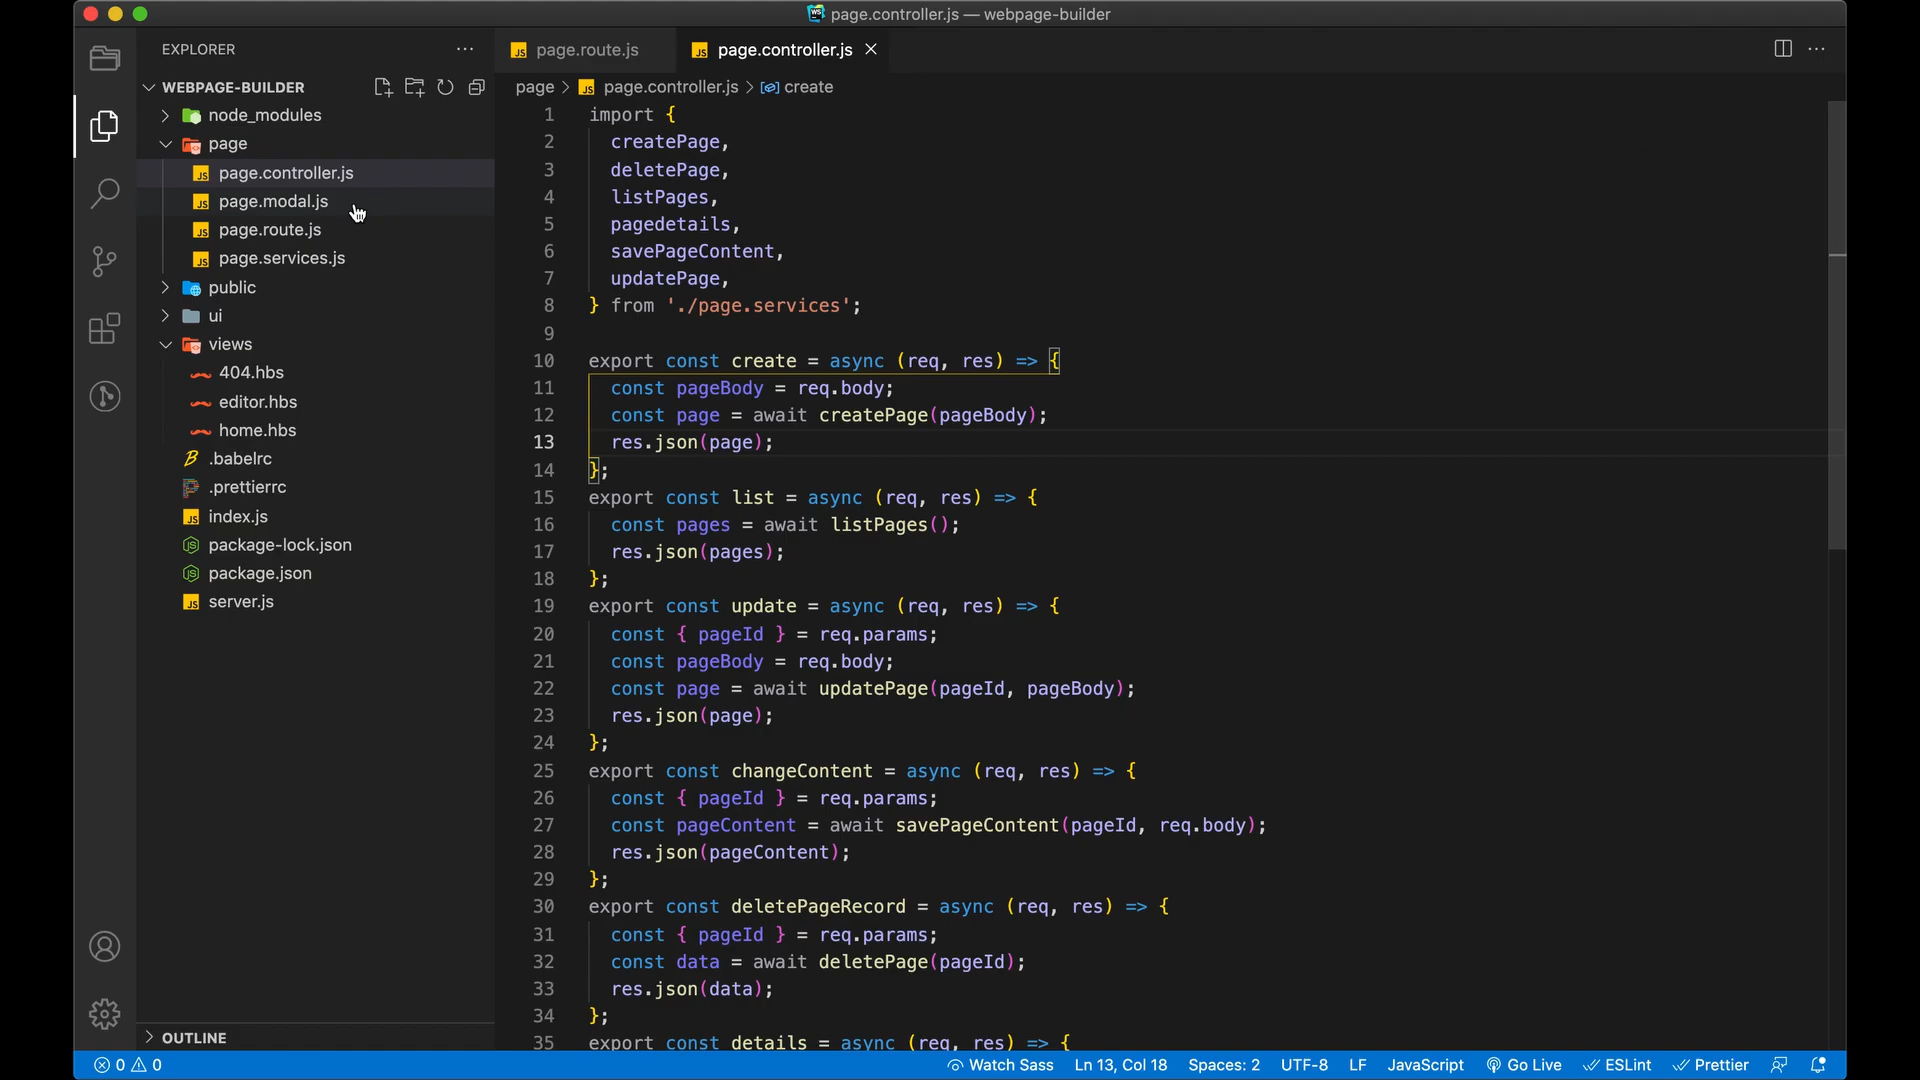 page.controller.js — webpage-builder
EXPLORER
WEBPAGE-BUILDER
node_modules
page
page.controller.js
page.modal.js
page.route.js
page.services.js
public
ui
views
404.hbs
editor.hbs
home.hbs
.babelrc
.prettierrc
index.js
package-lock.json
package.json
server.js
OUTLINE
page.route.js
page.controller.js
page > page.controller.js > create
1 import {
2 createPage,
3 deletePage,
4 listPages,
5 pagedetails,
6 savePageContent,
7 updatePage,
8 } from './page.services';
9
10 export const create = async (req, res) => {
11 const pageBody = req.body;
12 const page = await createPage(pageBody);
13 res.json(page);
14 };
15 export const list = async (req, res) => {
16 const pages = await listPages();
17 res.json(pages);
18 };
19 export const update = async (req, res) => {
20 const { pageId } = req.params;
21 const pageBody = req.body;
22 const page = await updatePage(pageId, pageBody);
23 res.json(page);
24 };
25 export const changeContent = async (req, res) => {
26 const { pageId } = req.params;
27 const pageContent = await savePageContent(pageId, req.body);
28 res.json(pageContent);
29 };
30 export const deletePageRecord = async (req, res) => {
31 const { pageId } = req.params;
32 const data = await deletePage(pageId);
33 res.json(data);
34 };
35 export const details = async (req, res) => {
0 0 Watch Sass Ln 13, Col 18 Spaces: 2 UTF-8 LF JavaScript Go Live ESLint Prettier